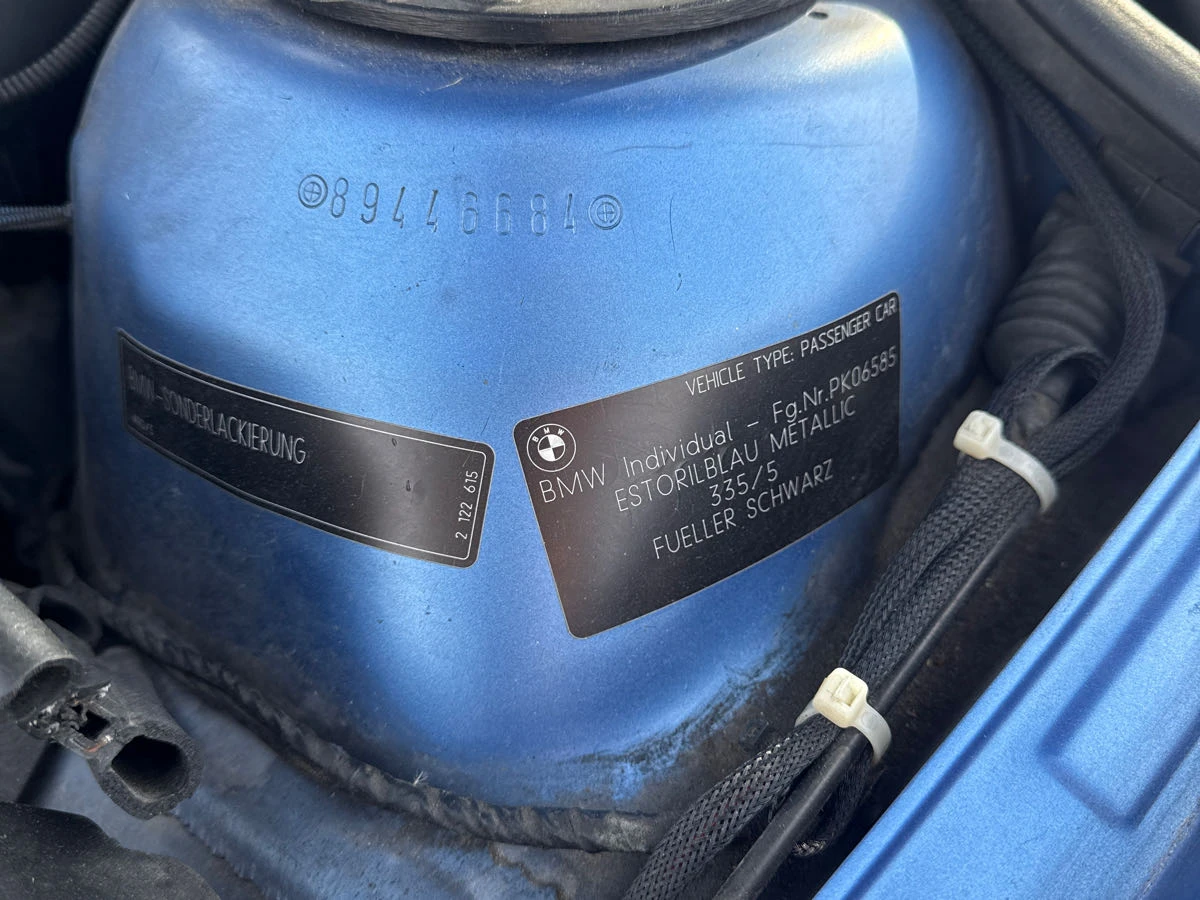 89446684
BMW-SONDERLACKIERUNG
2 122 615
VEHICLE TYPE: PASSENGER CAR
BMW
BMW Individual - Fg.Nr.PK06585
ESTORILBLAU METALLIC
335/5
FUELLER SCHWARZ